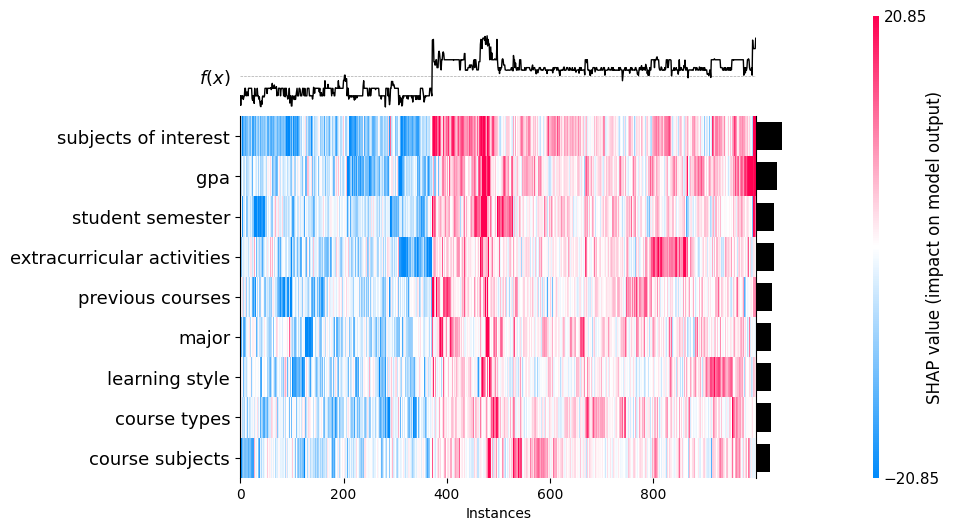 20.85
f(x)
subjects of interest
gpa
student semester
extracurricular activities
previous courses
major
learning style
course types
course subjects
0 200 400 600 800
Instances
SHAP value (impact on model output)
−20.85